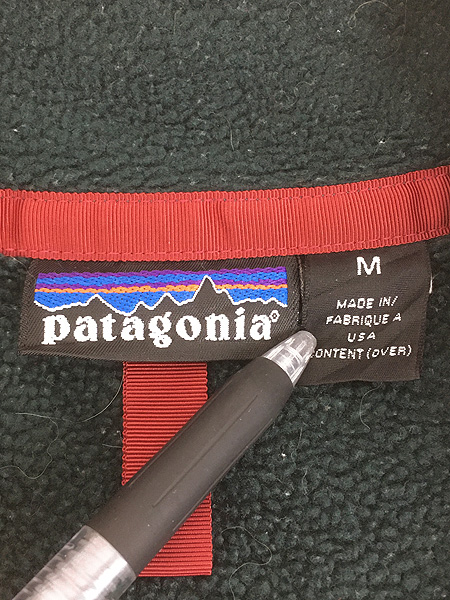 patagonia®
M
MADE IN/
FABRIQUE A
USA
CONTENT (OVER)